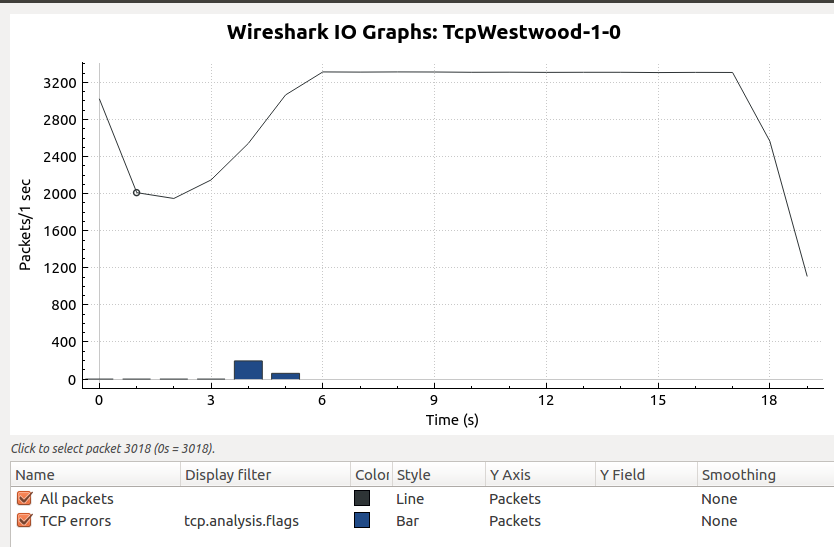 Wireshark IO Graphs: TcpWestwood-1-0
Packets/1 sec
3200
2800
2400
2000
1600
1200
800
400
0
0 3 6 9 12 15 18
Time (s)
Click to select packet 3018 (0s = 3018).
Name Display filter Color Style Y Axis Y Field Smoothing
All packets Line Packets None
TCP errors tcp.analysis.flags Bar Packets None